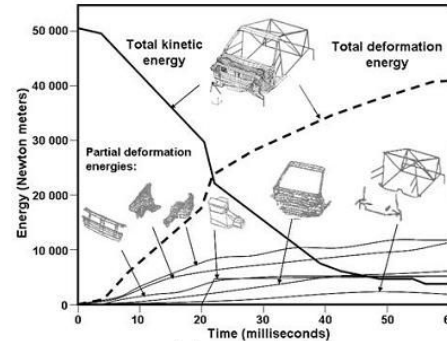 50 000
40 000
30 000
20 000
10 000
0
Energy (Newton meters)
Total kinetic
energy
Total deformation
energy
Partial deformation
energies:
0 10 20 30 40 50 60
Time (milliseconds)